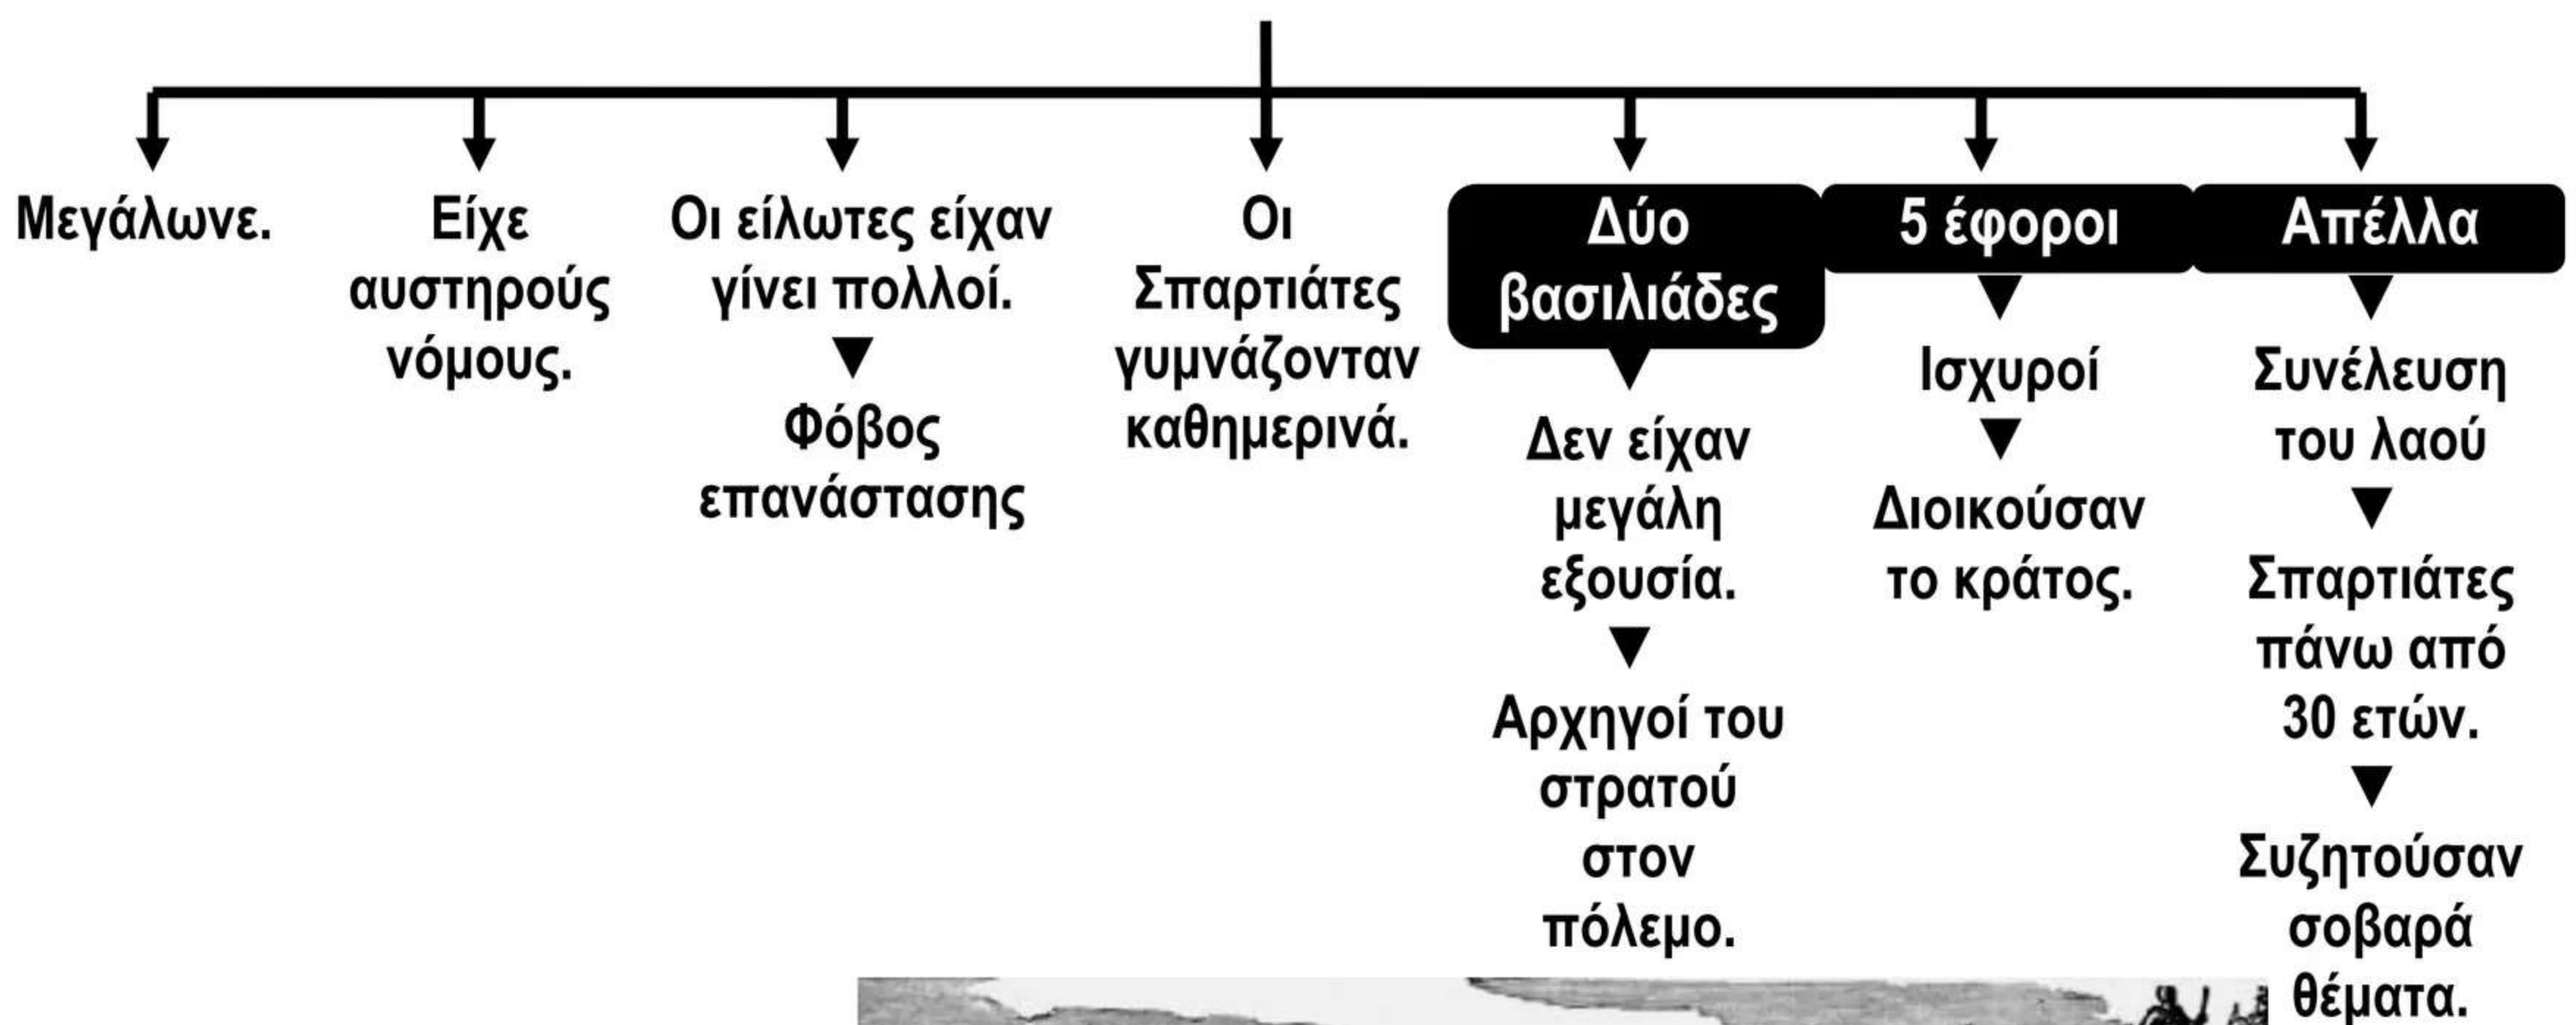 Μεγάλωνε.
Είχε
αυστηρούς
νόμους.
Οι είλωτες είχαν
γίνει πολλοί.
Φόβος
επανάστασης
Οι
Σπαρτιάτες
γυμνάζονταν
καθημερινά.
Δύο
βασιλιάδες
Δεν είχαν
μεγάλη
εξουσία.
Αρχηγοί του
στρατού
στον
πόλεμο.
5 έφοροι
Ισχυροί
Διοικούσαν
το κράτος.
Απέλλα
Συνέλευση
του λαού
Σπαρτιάτες
πάνω από
30 ετών.
Συζητούσαν
σοβαρά
θέματα.